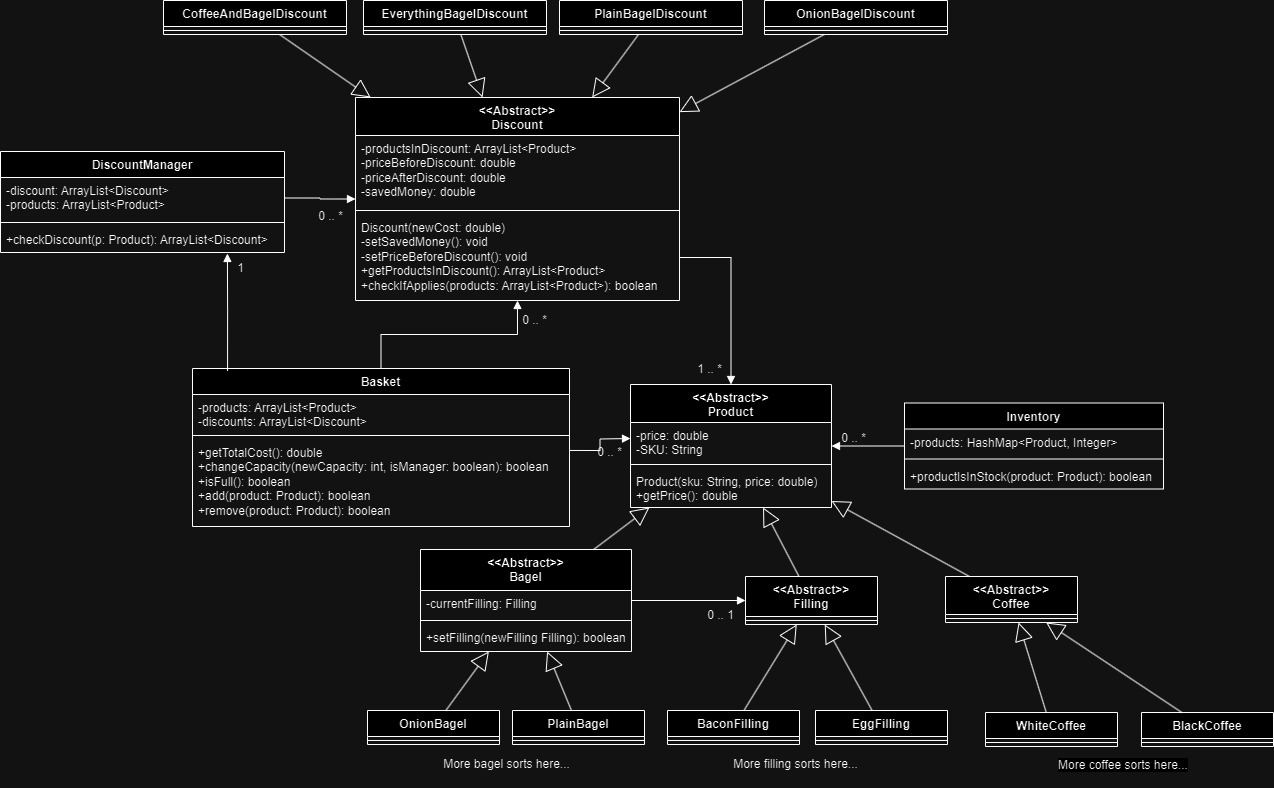 CoffeeAndBagelDiscount
EverythingBagelDiscount
PlainBagelDiscount
OnionBagelDiscount
<<Abstract>>
Discount
-productsInDiscount: ArrayList<Product>
-priceBeforeDiscount: double
-priceAfterDiscount: double
-savedMoney: double
Discount(newCost: double)
-setSavedMoney(): void
-setPriceBeforeDiscount(): void
+getProductsInDiscount(): ArrayList<Product>
+checkIfApplies(products: ArrayList<Product>): boolean
DiscountManager
-discount: ArrayList<Discount>
-products: ArrayList<Product>
+checkDiscount(p: Product): ArrayList<Discount>
0 .. *
1
0 .. *
1 .. *
Basket
-products: ArrayList<Product>
-discounts: ArrayList<Discount>
+getTotalCost(): double
+changeCapacity(newCapacity: int, isManager: boolean): boolean
+isFull(): boolean
+add(product: Product): boolean
+remove(product: Product): boolean
0 .. *
<<Abstract>>
Product
-price: double
-SKU: String
Product(sku: String, price: double)
+getPrice(): double
0 .. *
Inventory
-products: HashMap<Product, Integer>
+productIsInStock(product: Product): boolean
<<Abstract>>
Bagel
-currentFilling: Filling
+setFilling(newFilling Filling): boolean
0 .. 1
<<Abstract>>
Filling
<<Abstract>>
Coffee
OnionBagel
PlainBagel
BaconFilling
EggFilling
WhiteCoffee
BlackCoffee
More bagel sorts here...
More filling sorts here...
More coffee sorts here...